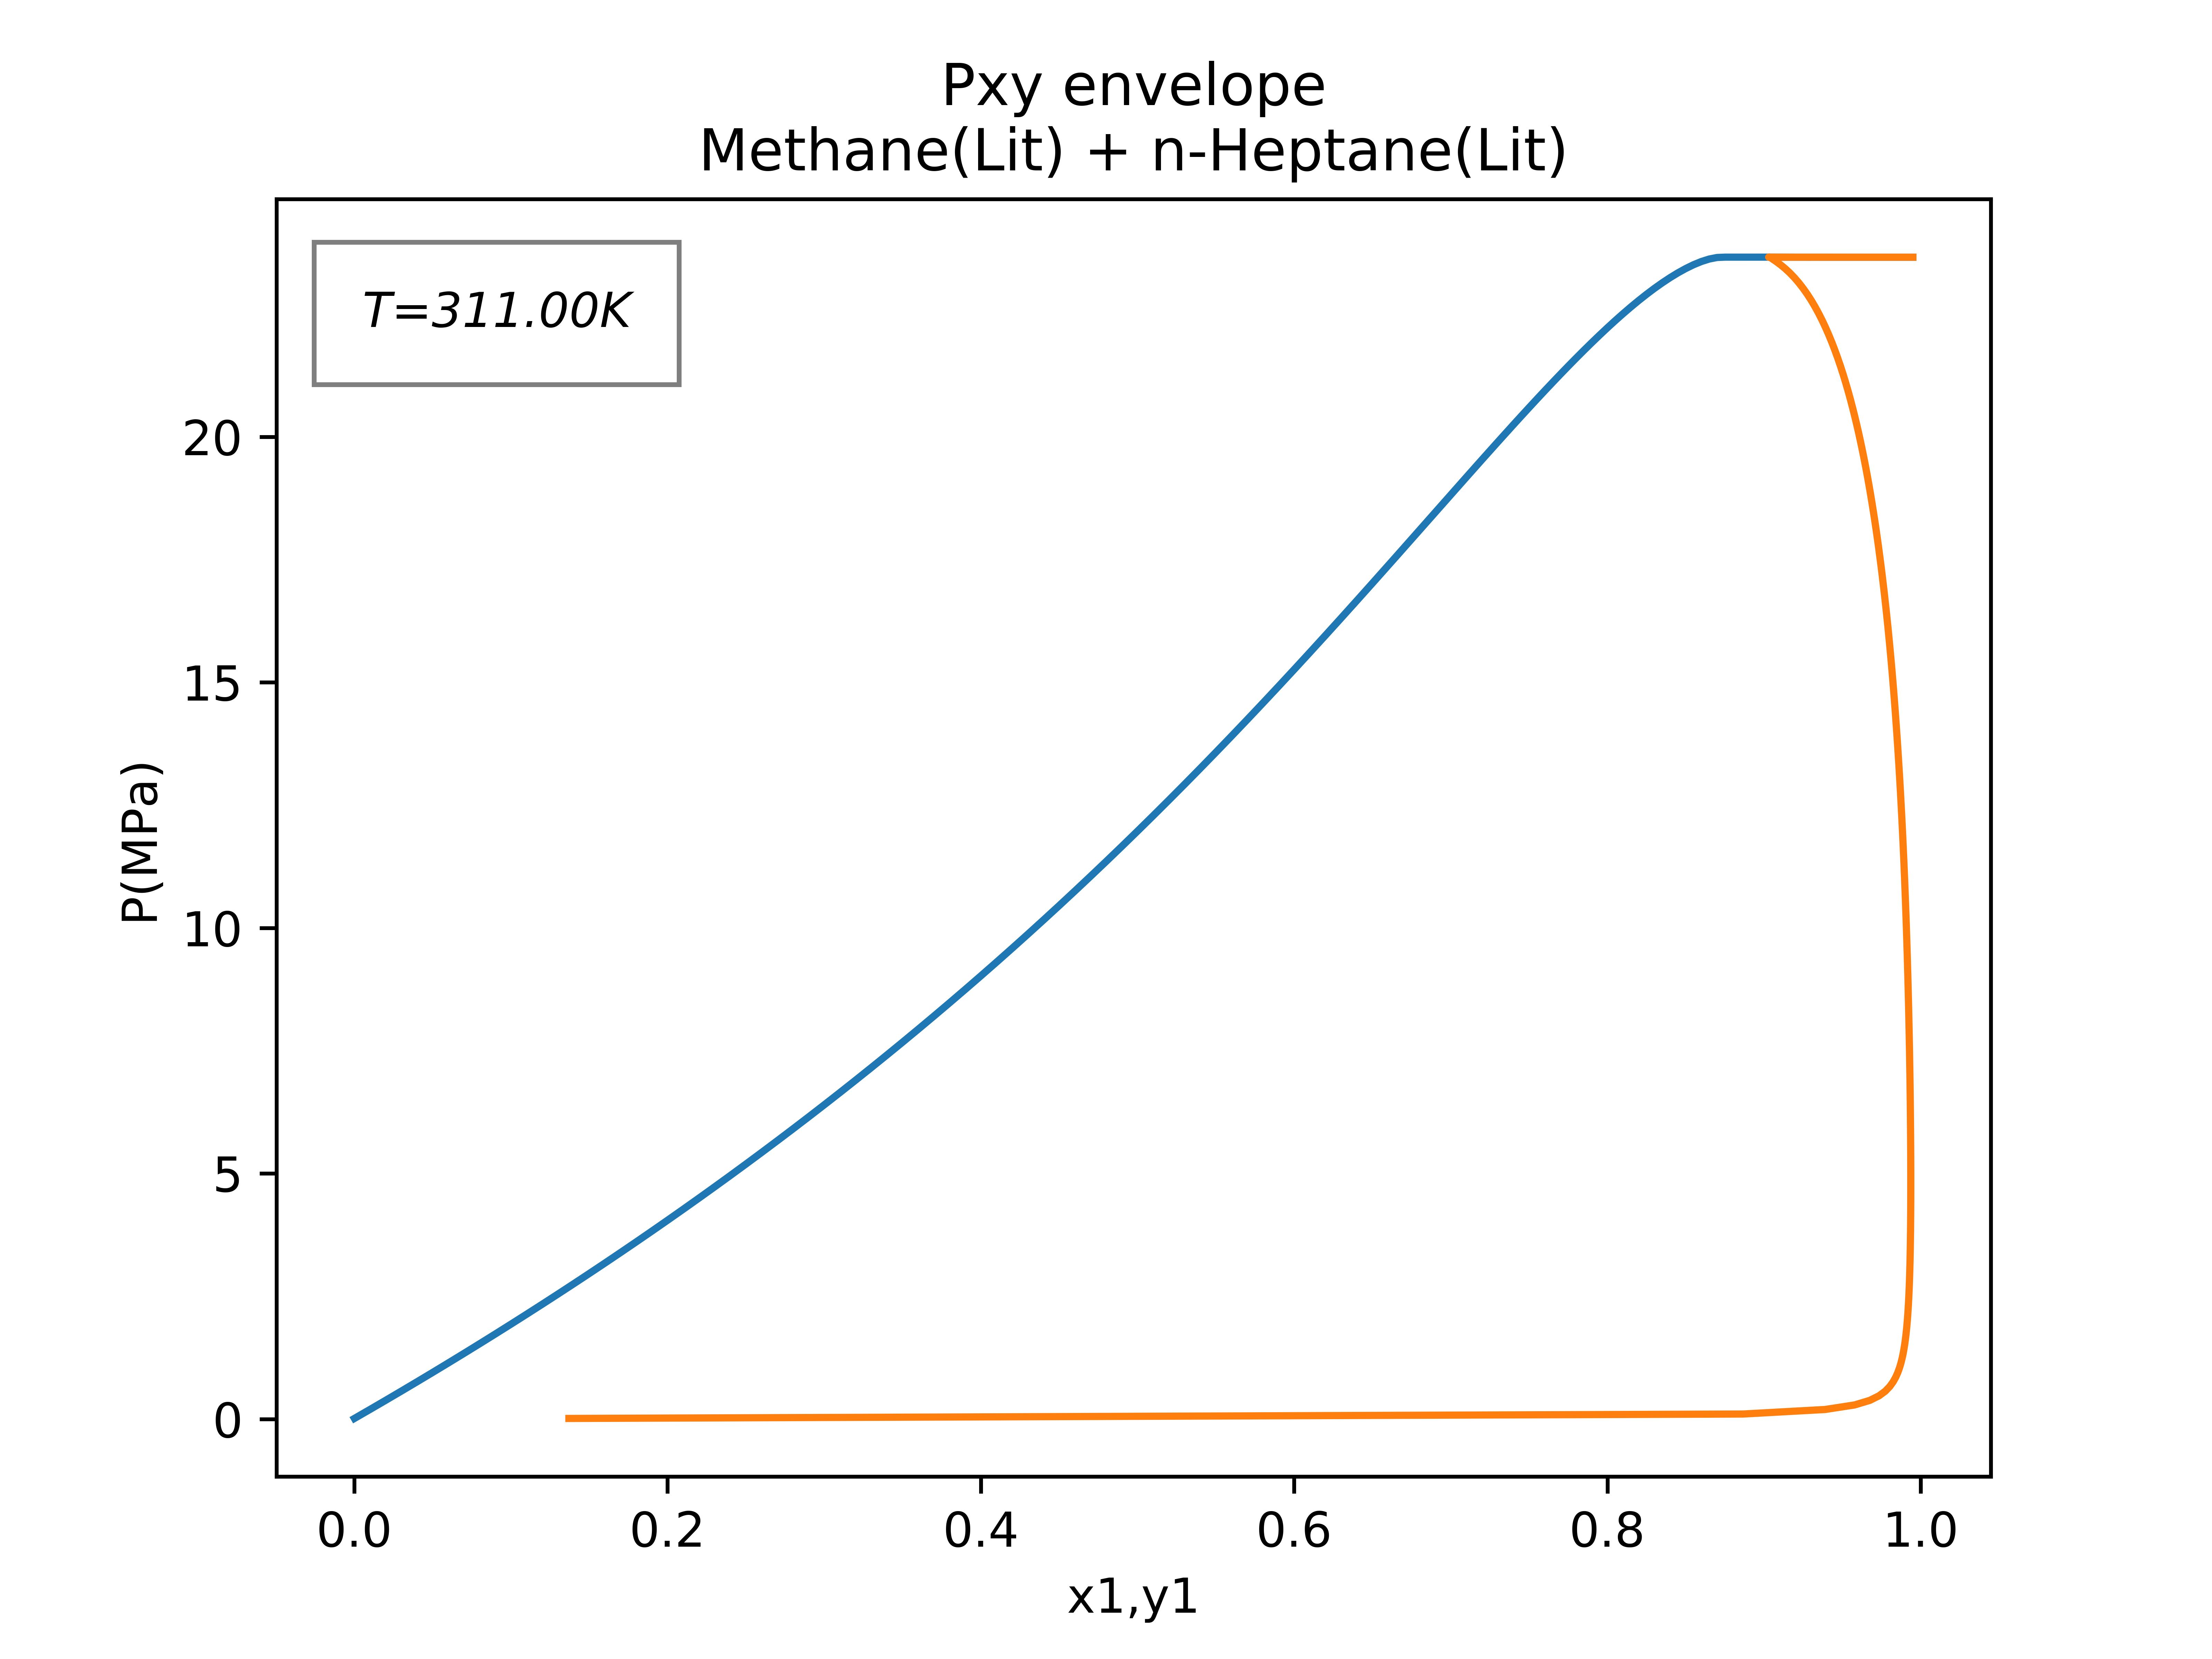 Pxy envelope
Methane(Lit) + n-Heptane(Lit)
T=311.00K
20
15
10
5
0
P(MPa)
0.0 0.2 0.4 0.6 0.8 1.0
x1,y1